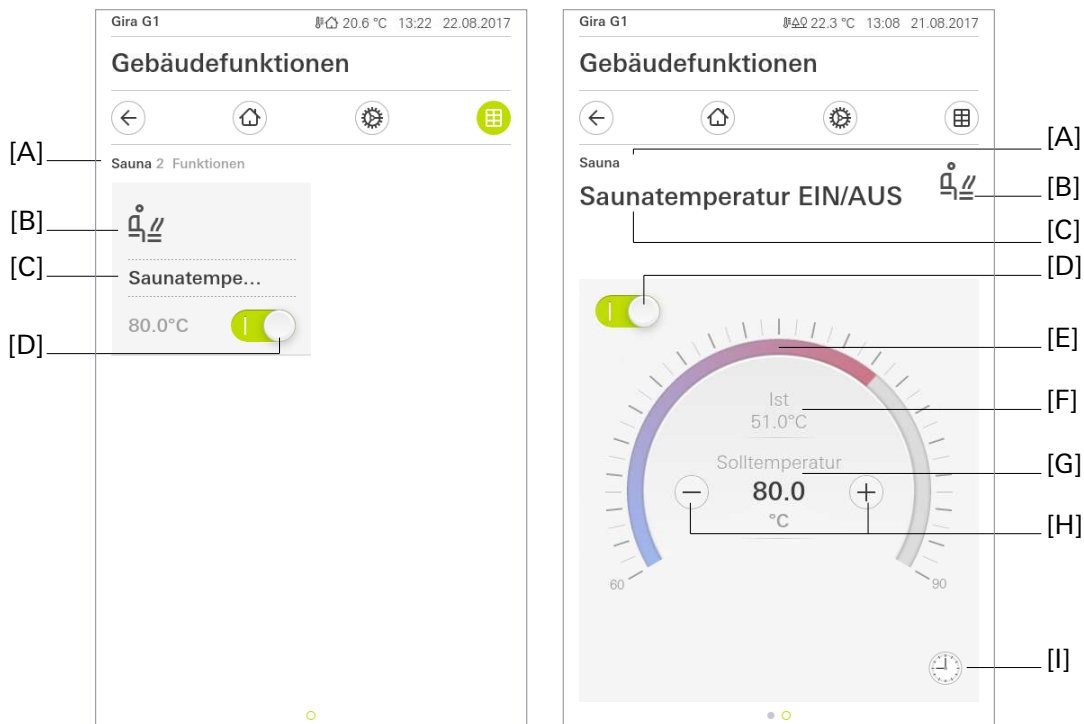 Gira G1 20.6 °C 13:22 22.08.2017
Gebäudefunktionen
Sauna 2 Funktionen
Saunatempe...
80.0°C
[A]
[B]
[C]
[D]
Gira G1 22.3 °C 13:08 21.08.2017
Gebäudefunktionen
Sauna
Saunatemperatur EIN/AUS
Ist
51.0°C
Solltemperatur
80.0
°C
60
90
[A]
[B]
[C]
[D]
[E]
[F]
[G]
[H]
[I]